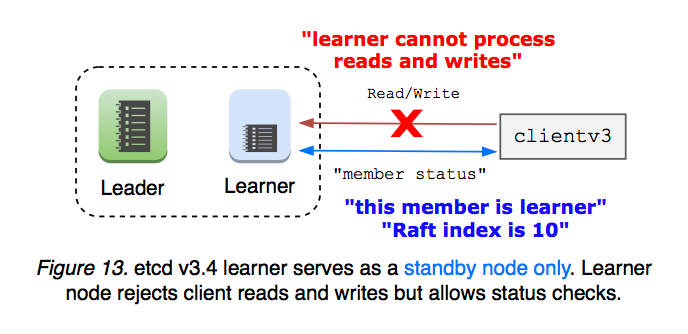 "learner cannot process
reads and writes"
Read/Write
X
clientv3
Leader
Learner
"member status"
"this member is learner"
"Raft index is 10"
Figure 13. etcd v3.4 learner serves as a standby node only. Learner
node rejects client reads and writes but allows status checks.